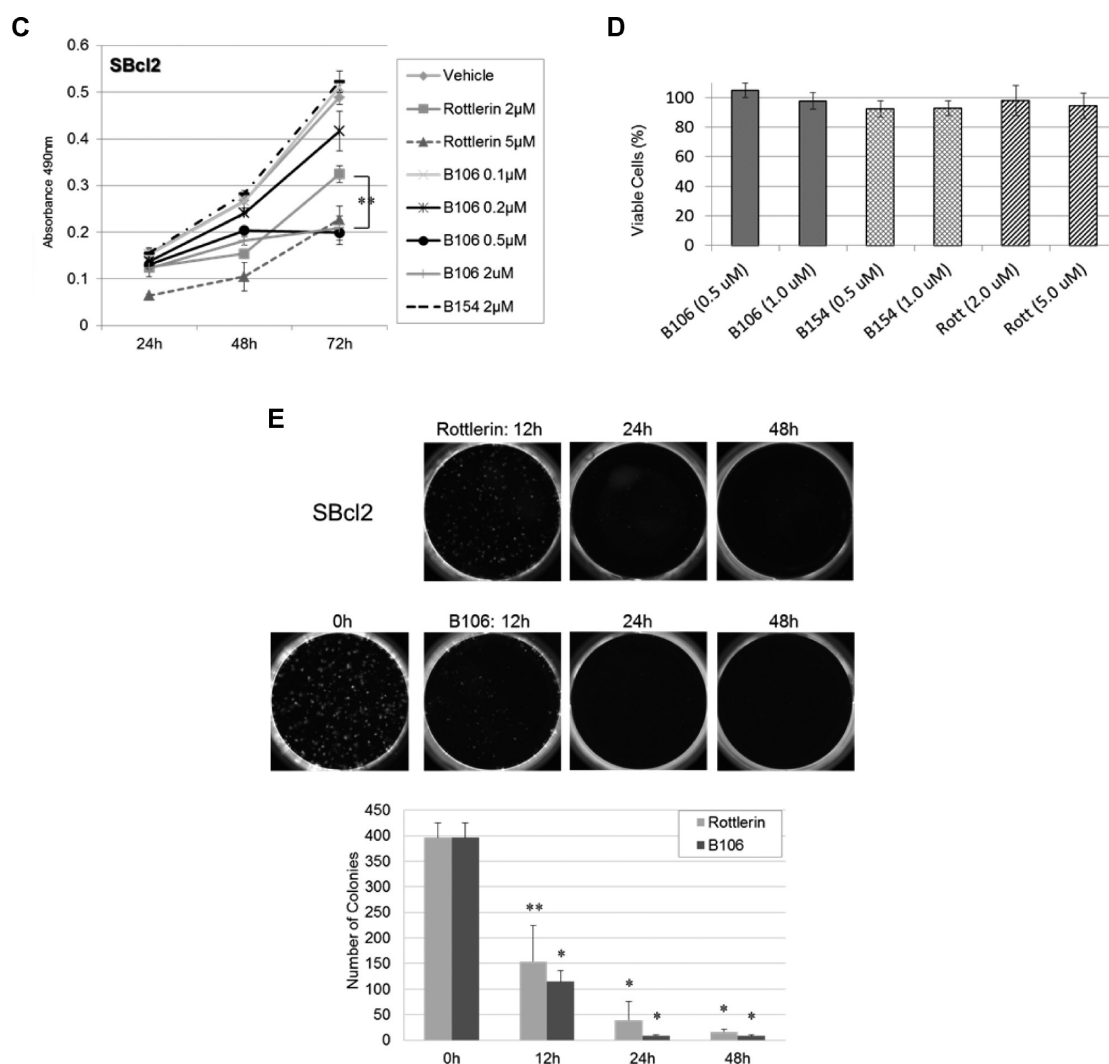 C
SBcl2
Absorbance 490nm
0.6
0.5
0.4
0.3
0.2
0.1
0
24h 48h 72h
**
Vehicle
Rottlerin 2µM
Rottlerin 5µM
B106 0.1µM
B106 0.2µM
B106 0.5µM
B106 2uM
B154 2µM
D
Viable Cells (%)
100
80
60
40
20
0
B106 (0.5 uM)
B106 (1.0 uM)
B154 (0.5 uM)
B154 (1.0 uM)
Rott (2.0 uM)
Rott (5.0 uM)
E
Rottlerin: 12h 24h 48h
SBcl2
0h B106: 12h 24h 48h
Number of Colonies
450
400
350
300
250
200
150
100
50
0
Rottlerin
B106
** * * * * *
0h 12h 24h 48h